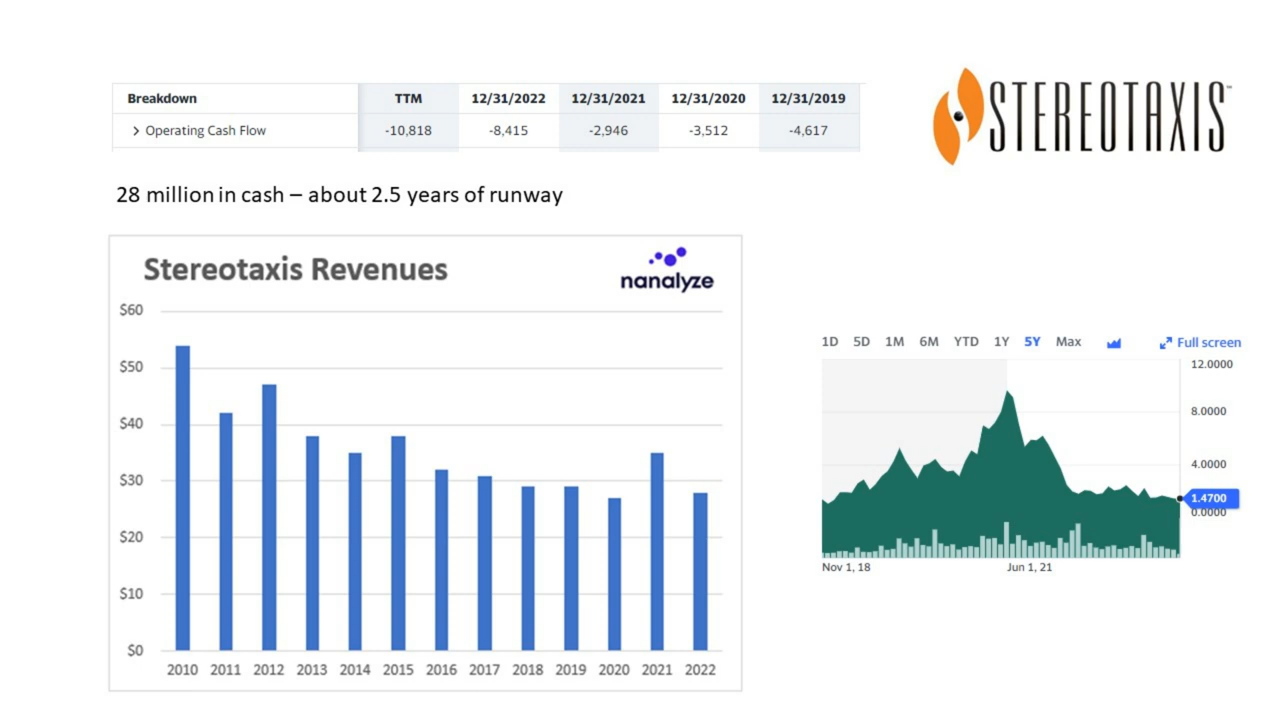 Breakdown TTM 12/31/2022 12/31/2021 12/31/2020 12/31/2019
Operating Cash Flow -10,818 -8,415 -2,946 -3,512 -4,617
STEREOTAXIS™
28 million in cash – about 2.5 years of runway
Stereotaxis Revenues
nanalyze
$60
$50
$40
$30
$20
$10
$0
2010 2011 2012 2013 2014 2015 2016 2017 2018 2019 2020 2021 2022
1D 5D 1M 6M YTD 1Y 5Y Max Full screen
12.0000
8.0000
4.0000
1.4700
0.0000
Nov 1, 18 Jun 1, 21